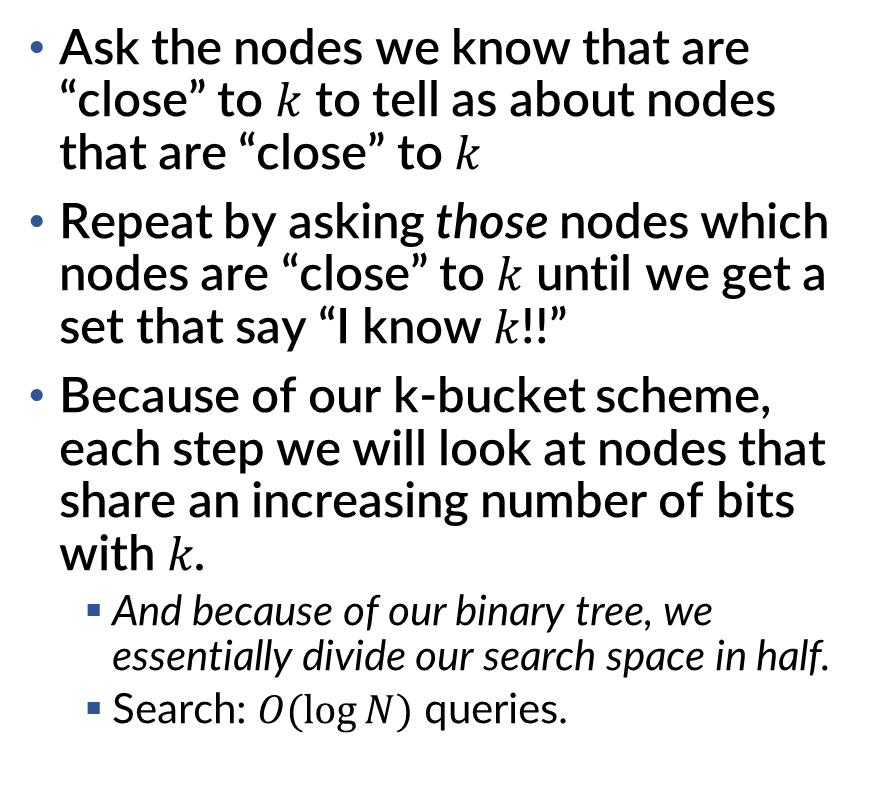 • Ask the nodes we know that are
“close” to k to tell as about nodes
that are “close” to k
• Repeat by asking those nodes which
nodes are “close” to k until we get a
set that say “I know k!!”
• Because of our k-bucket scheme,
each step we will look at nodes that
share an increasing number of bits
with k.
▪ And because of our binary tree, we
essentially divide our search space in half.
▪ Search: O(log N) queries.